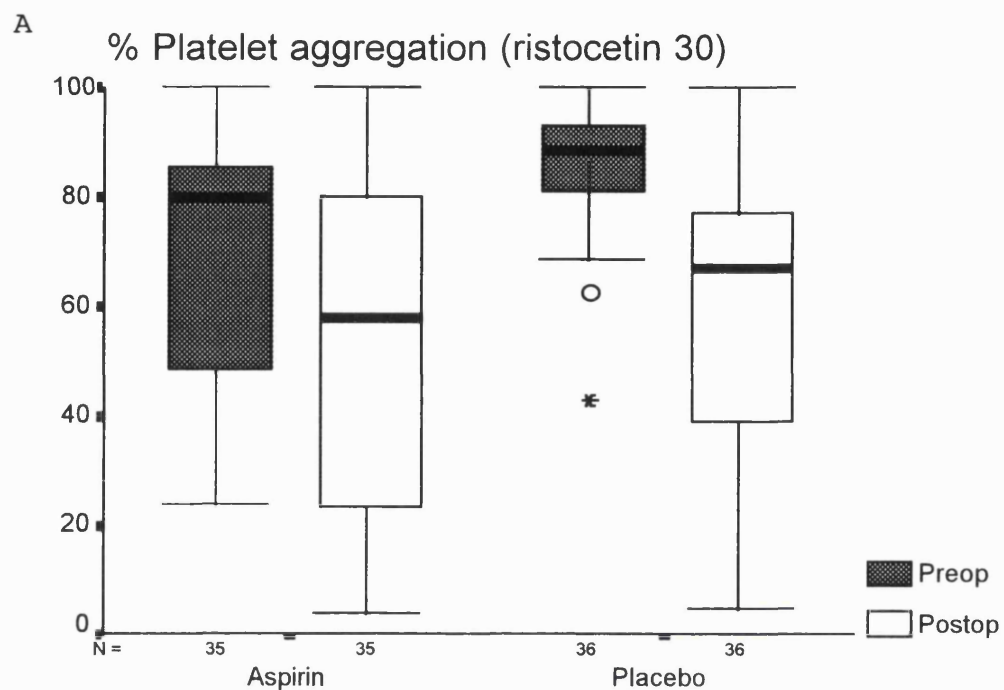 A
% Platelet aggregation (ristocetin 30)
100
80
60
40
20
0
Preop
Postop
N = 35 35 36 36
Aspirin Placebo